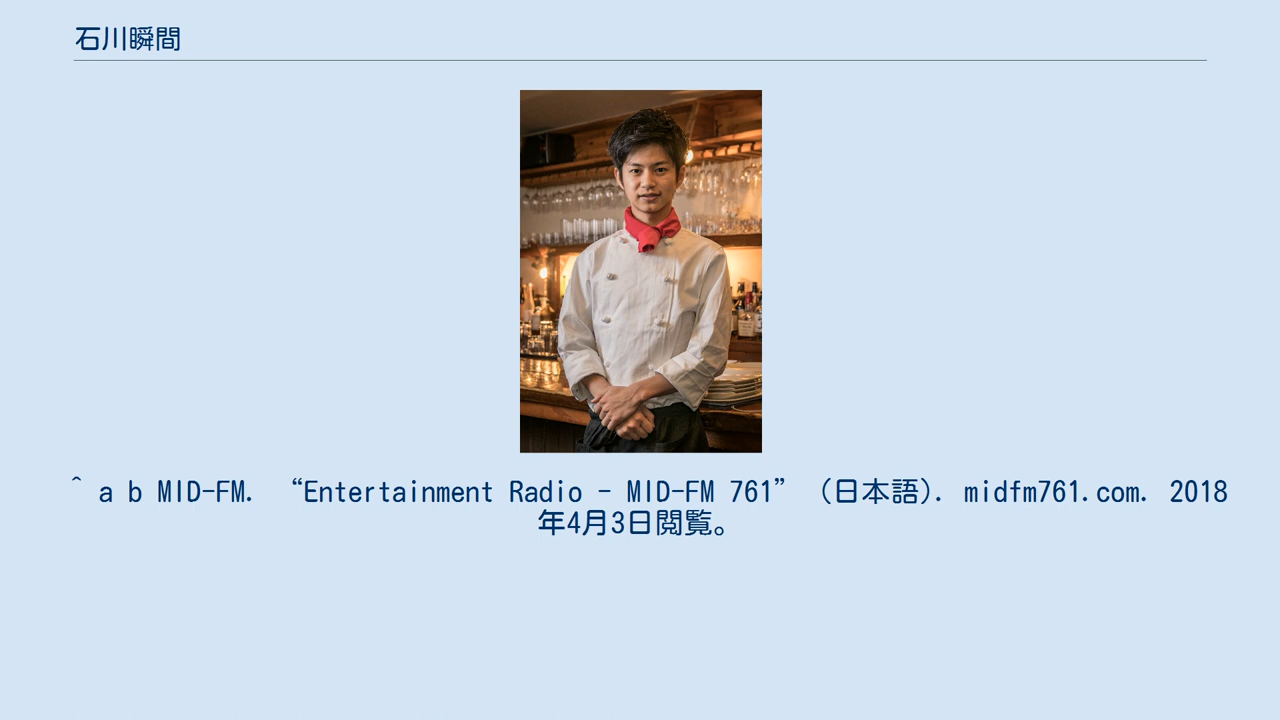 石川瞬間
^ a b MID-FM. “Entertainment Radio - MID-FM 761” (日本語). midfm761.com. 2018
年4月3日閲覧。